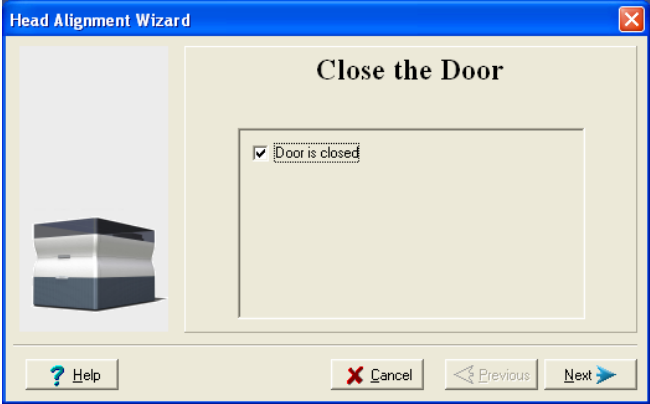 Head Alignment Wizard
Close the Door
Door is closed
Help
Cancel
Previous
Next